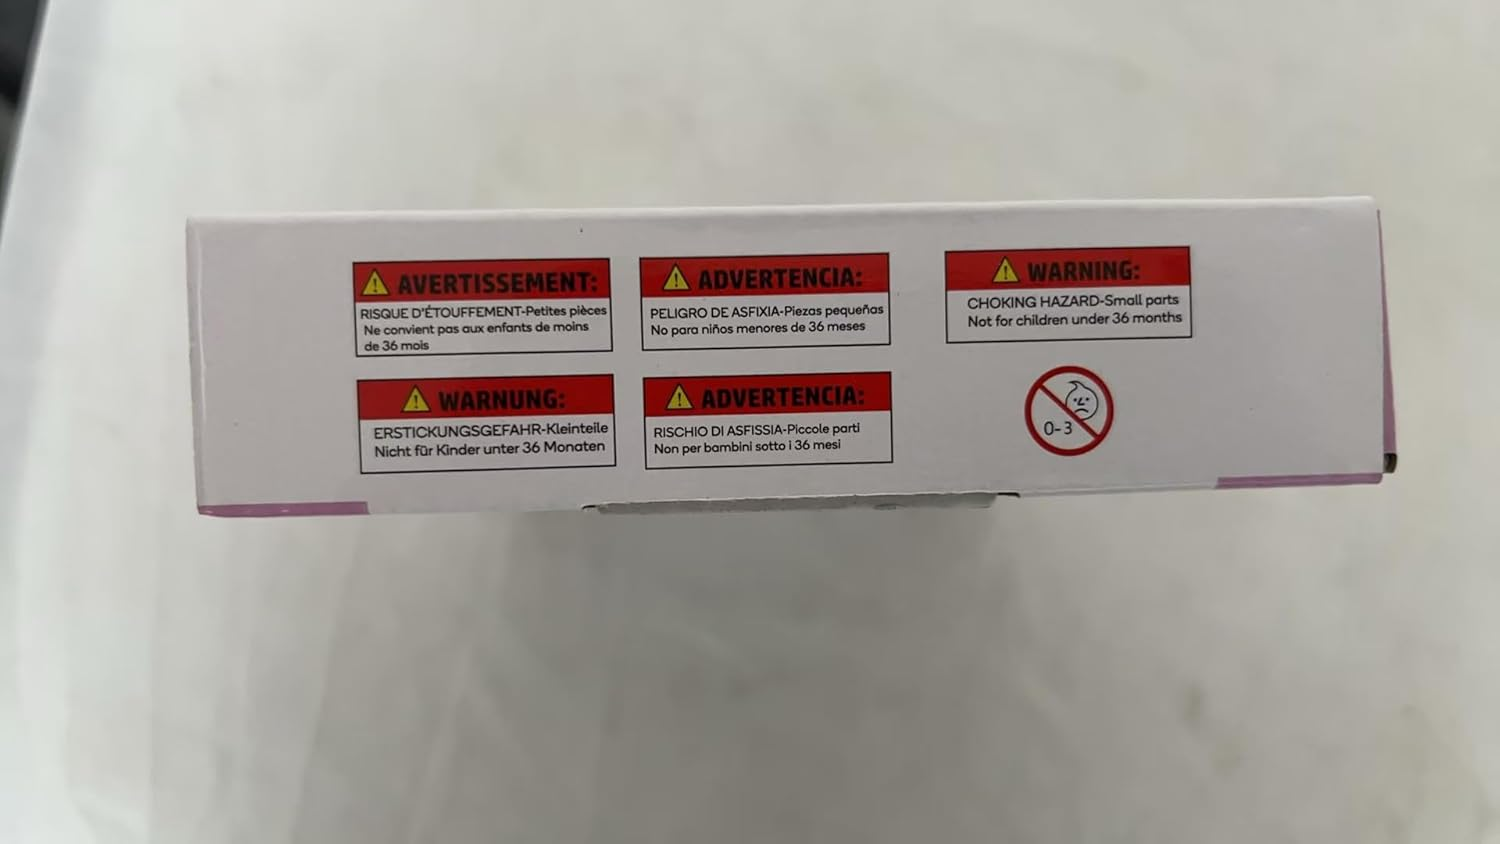 AVERTISSEMENT:
RISQUE D'ÉTOUFFEMENT-Petites pièces
Ne convient pas aux enfants de moins
de 36 mois
ADVERTENCIA:
PELIGRO DE ASFIXIA-Piezas pequeñas
No para niños menores de 36 meses
WARNING:
CHOKING HAZARD-Small parts
Not for children under 36 months
WARNUNG:
ERSTICKUNGSGEFAHR-Kleinteile
Nicht für Kinder unter 36 Monaten
ADVERTENCIA:
RISCHIO DI ASFISSIA-Piccole parti
Non per bambini sotto i 36 mesi
0-3